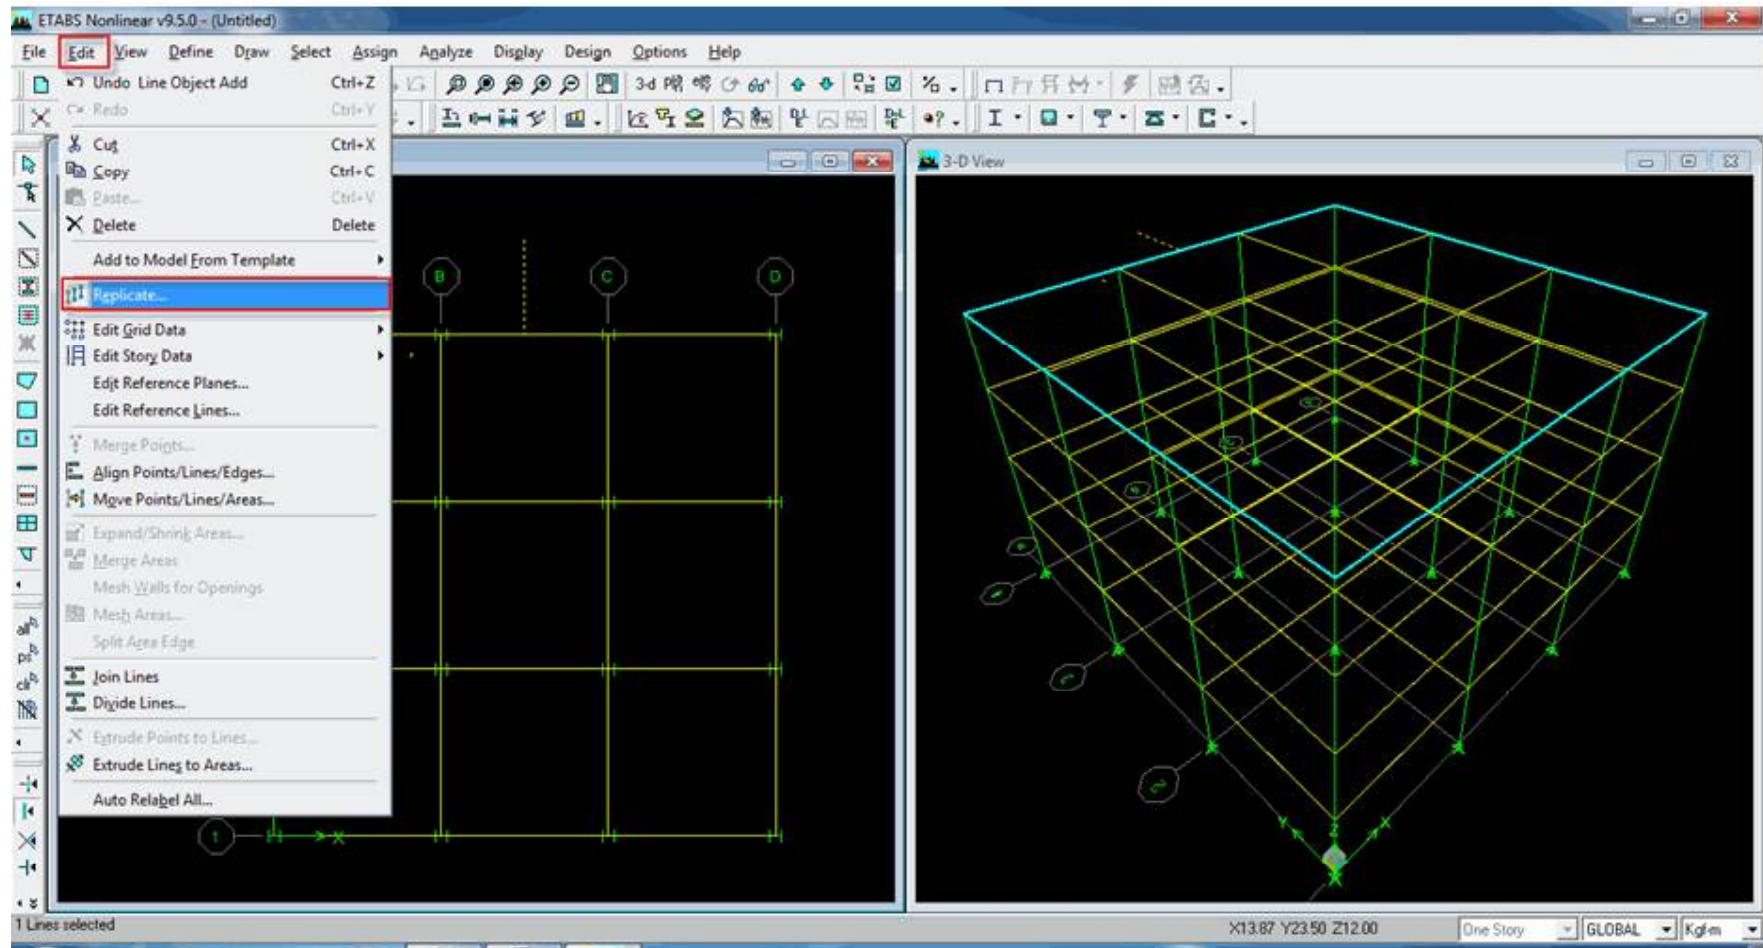 ETABS Nonlinear v9.5.0 - (Untitled)
File Edit View Define Draw Select Assign Analyze Display Design Options Help
Undo Line Object Add Ctrl+Z
Redo Ctrl+Y
Cut Ctrl+X
Copy Ctrl+C
Paste... Ctrl+V
Delete Delete
Add to Model From Template
Replicate...
Edit Grid Data
Edit Story Data
Edit Reference Planes...
Edit Reference Lines...
Merge Points...
Align Points/Lines/Edges...
Move Points/Lines/Areas...
Expand/Shrink Areas...
Merge Areas
Mesh Walls for Openings
Mesh Areas...
Split Area Edge
Join Lines
Divide Lines...
Extrude Points to Lines...
Extrude Lines to Areas...
Auto Relabel All...
3-d
all
ps
clr
B C D
1
X
3-D View
Y Z X
1 Lines selected
X13.87 Y23.50 Z12.00
One Story
GLOBAL
Kgf-m